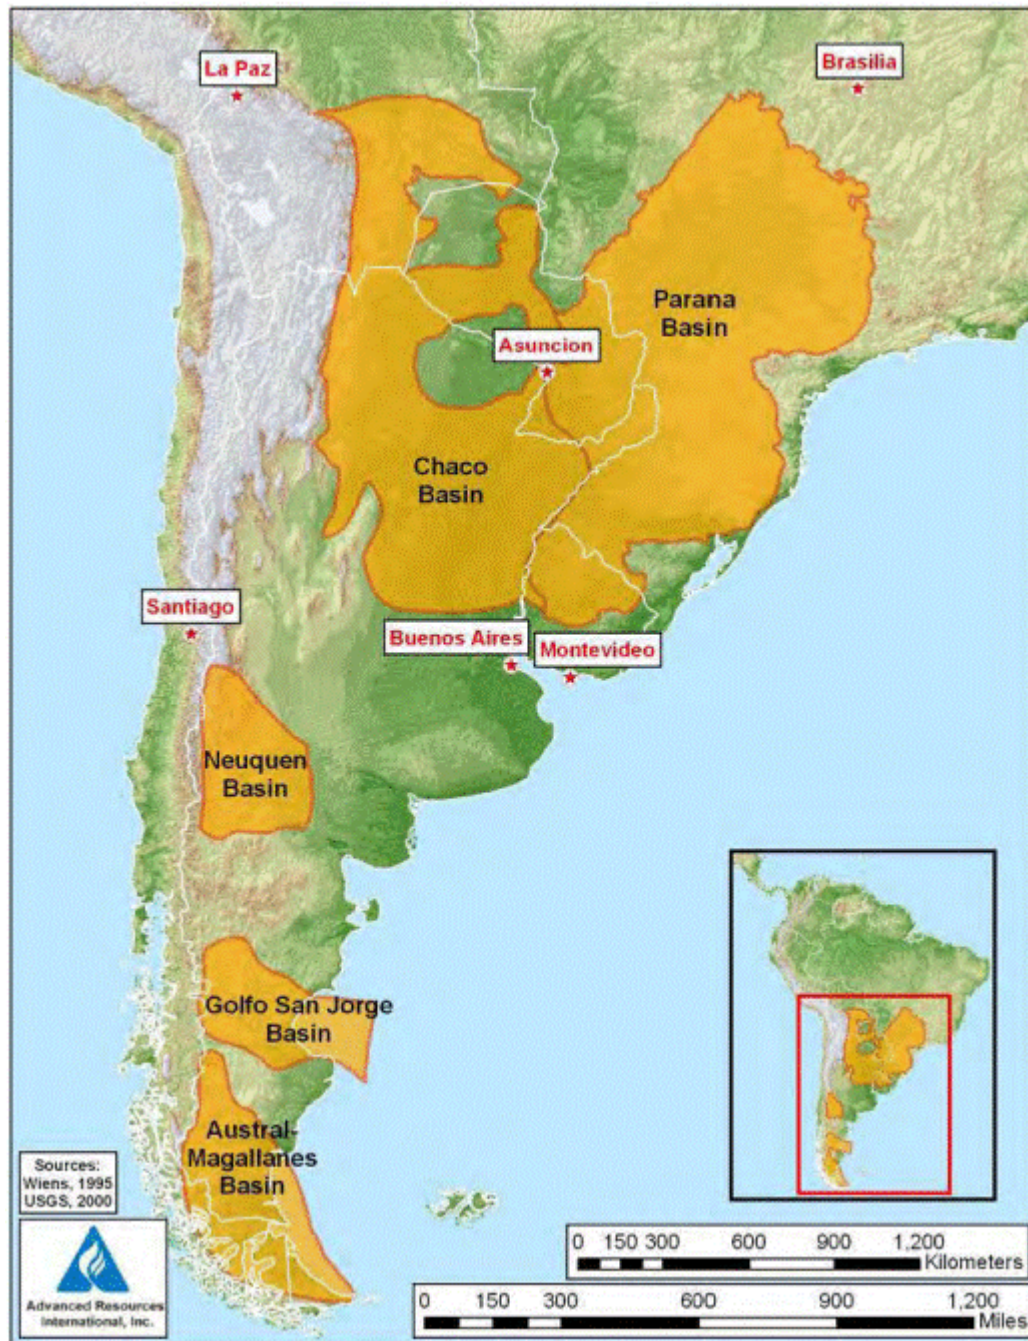 La Paz
Brasilia
Parana
Basin
Asuncion
Chaco
Basin
Santiago
Buenos Aires
Montevideo
Neuquen
Basin
Golfo San Jorge
Basin
Austral-
Magallanes
Basin
Sources:
Wiens, 1995
USGS, 2000
Advanced Resources
International, Inc.
0 150 300 600 900 1,200
Kilometers
0 150 300 600 900 1,200
Miles